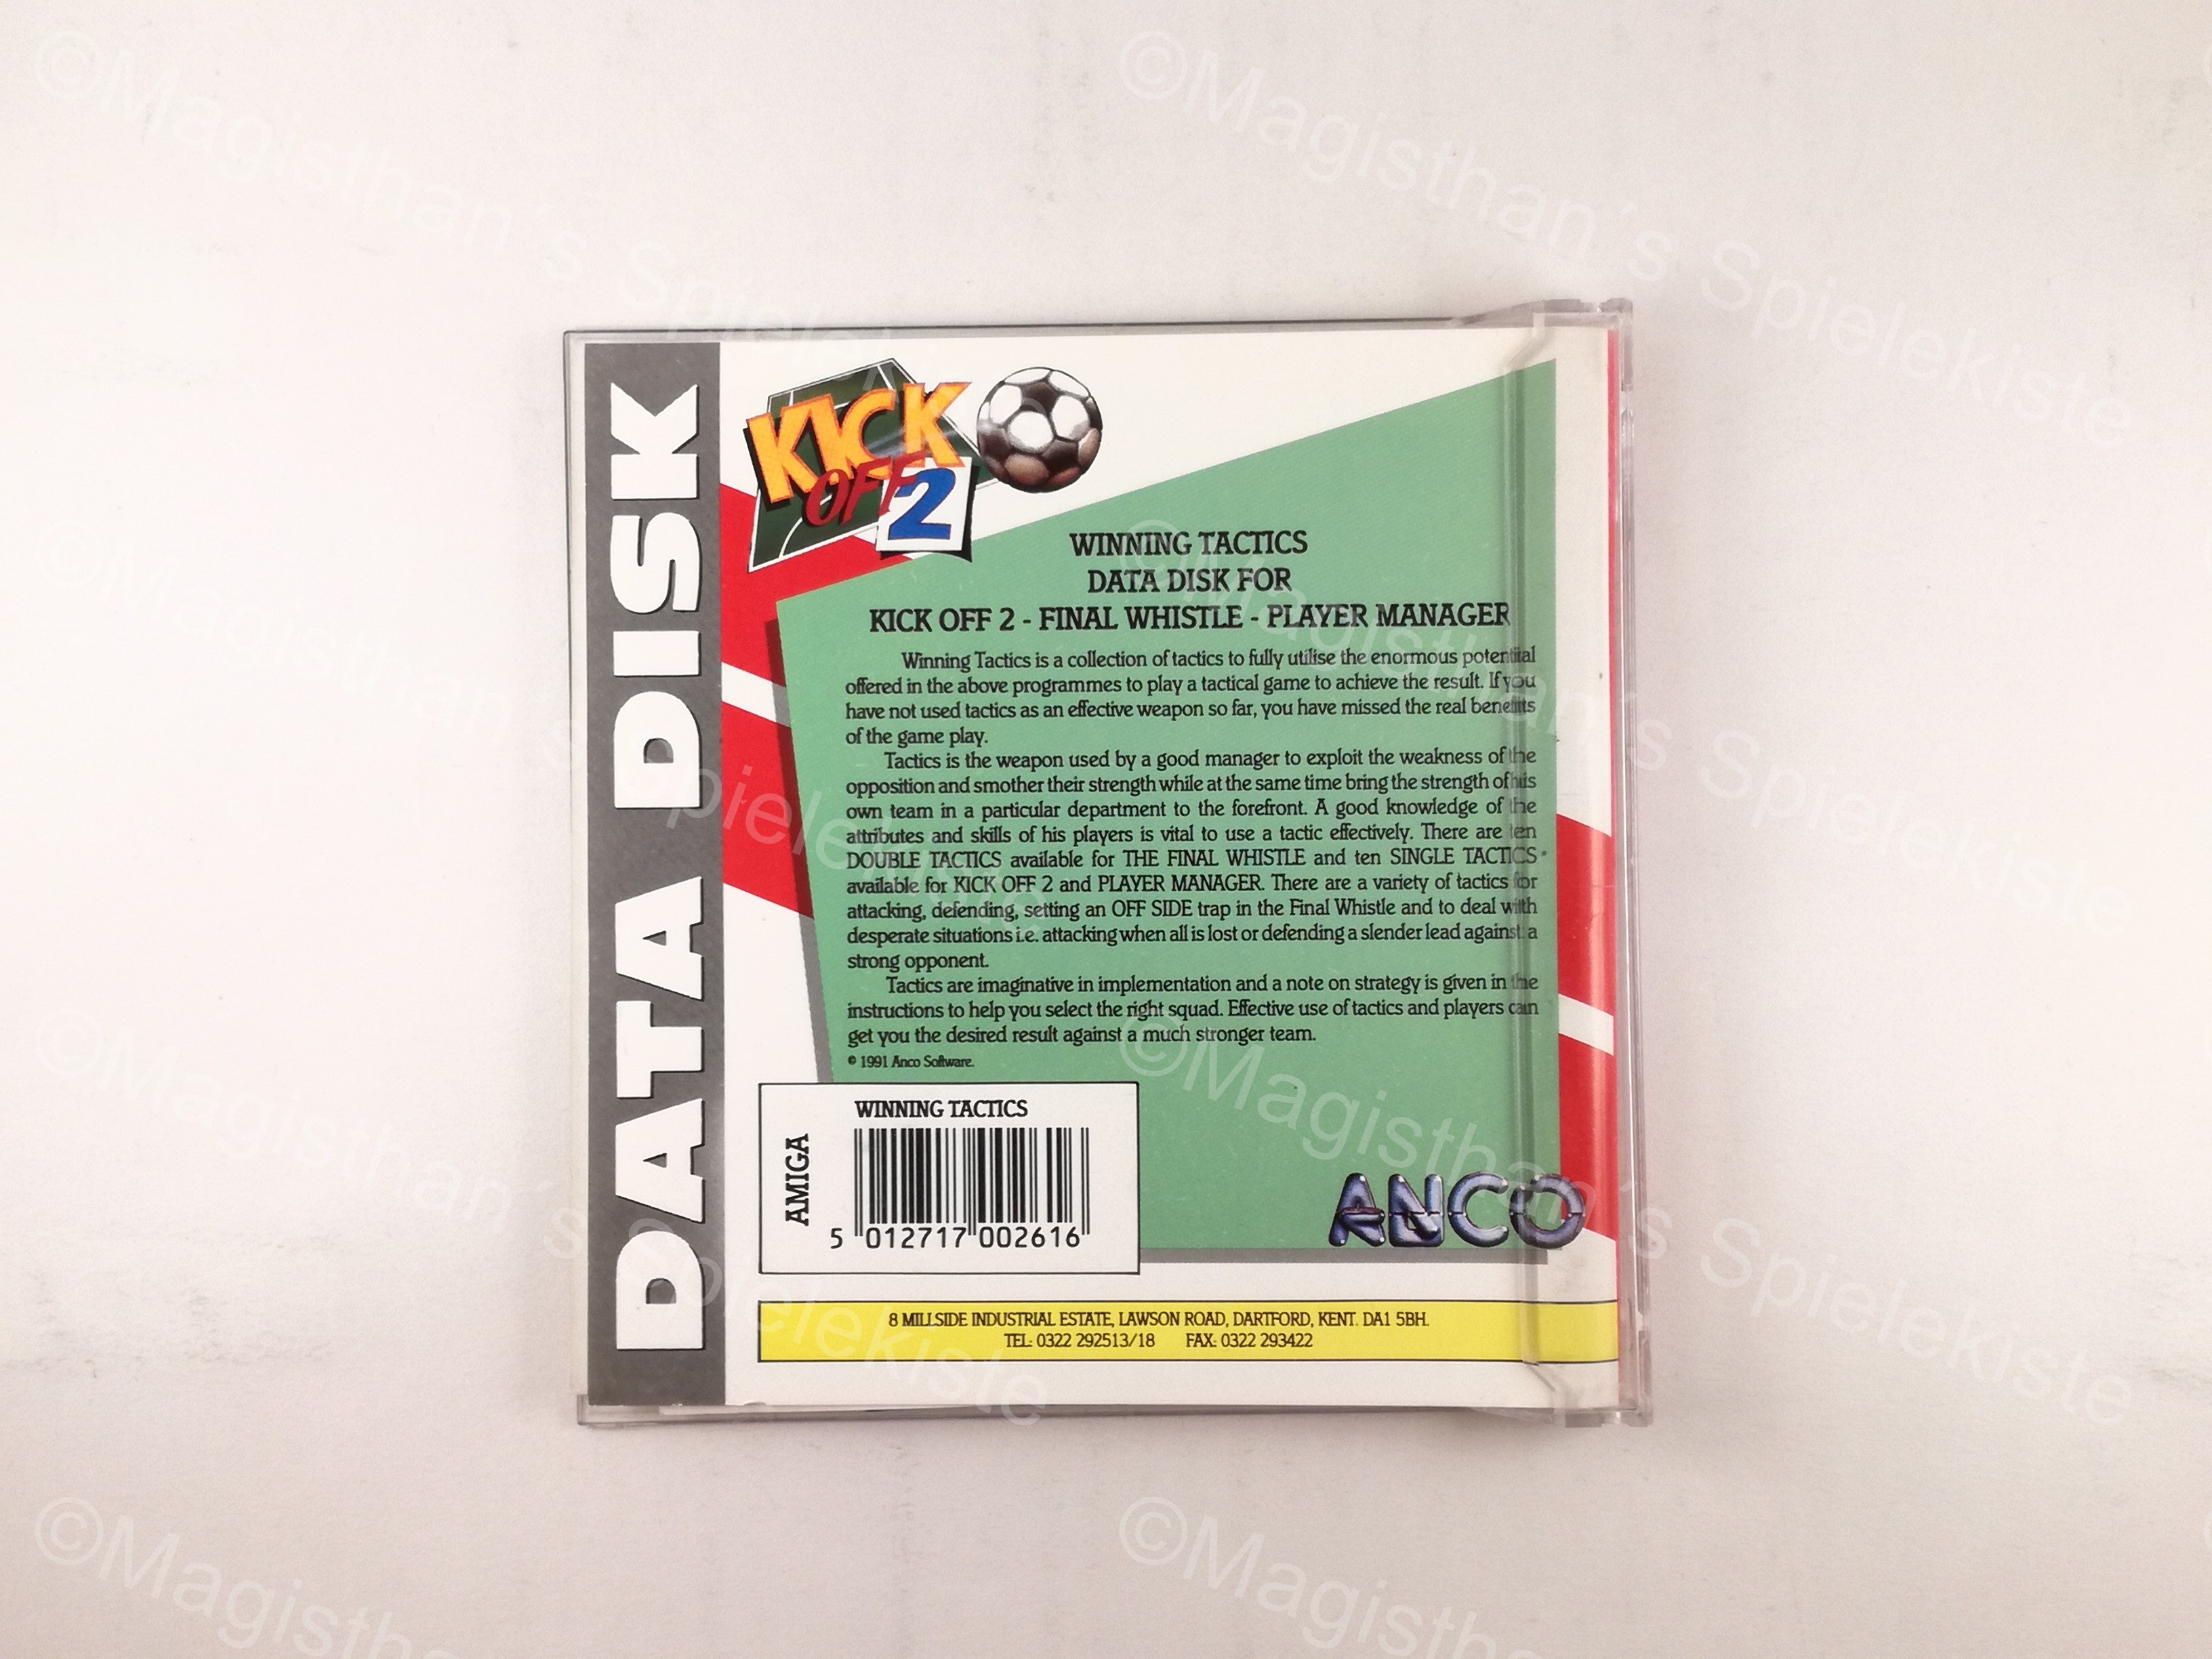 DATA DISK
KICK
OFF
2
WINNING TACTICS
DATA DISK FOR
KICK OFF 2 - FINAL WHISTLE - PLAYER MANAGER
Winning Tactics is a collection of tactics to fully utilise the enormous potential
offered in the above programmes to play a tactical game to achieve the result. If you
have not used tactics as an effective weapon so far, you have missed the real benefits
of the game play.
Tactics is the weapon used by a good manager to exploit the weakness of the
opposition and smother their strength while at the same time bring the strength of his
own team in a particular department to the forefront. A good knowledge of the
attributes and skills of his players is vital to use a tactic effectively. There are ten
DOUBLE TACTICS available for THE FINAL WHISTLE and ten SINGLE TACTICS
available for KICK OFF 2 and PLAYER MANAGER. There are a variety of tactics for
attacking, defending, setting an OFF SIDE trap in the Final Whistle and to deal with
desperate situations i.e. attacking when all is lost or defending a slender lead against a
strong opponent.
Tactics are imaginative in implementation and a note on strategy is given in the
instructions to help you select the right squad. Effective use of tactics and players can
get you the desired result against a much stronger team.
© 1991 Anco Software.
WINNING TACTICS
AMIGA
5 012717 002616
ANCO
8 MILLSIDE INDUSTRIAL ESTATE, LAWSON ROAD, DARTFORD, KENT. DA1 5BH.
TEL: 0322 292513/18 FAX: 0322 293422
©Magisthan´s Spielekiste
©Magisthan´s Spielekiste
©Magisthan´s Spielekiste
©Magisthan´s Spielekiste
©Magisthan´s Spielekiste
©Magisthan´s Spielekiste
©Magistha
©Magistha